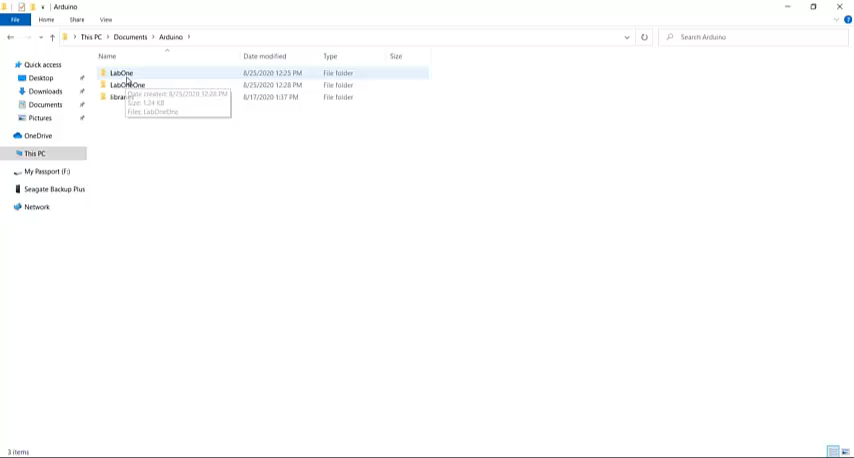 Arduino
File Home Share View
This PC Documents Arduino Search Arduino
Name Date modified Type Size
Quick access
Desktop
Downloads
Documents
Pictures
OneDrive
This PC
My Passport (F:)
Seagate Backup Plus
Network
LabOne 8/25/2020 12:25 PM File folder
LabOneOne 8/25/2020 12:28 PM File folder
8/17/2020 1:37 PM File folder
Date created: 8/25/2020 12:28 PM
Size: 1.24 KB
Files: LabOneOne
3 items